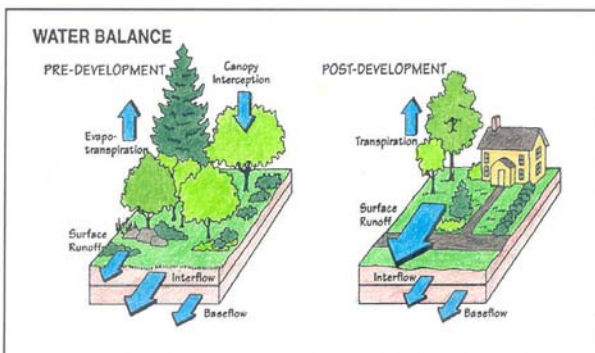 WATER BALANCE
PRE-DEVELOPMENT
Canopy
Interception
Evapo-
transpiration
Surface
Runoff
Interflow
Baseflow
POST-DEVELOPMENT
Transpiration
Surface
Runoff
Interflow
Baseflow